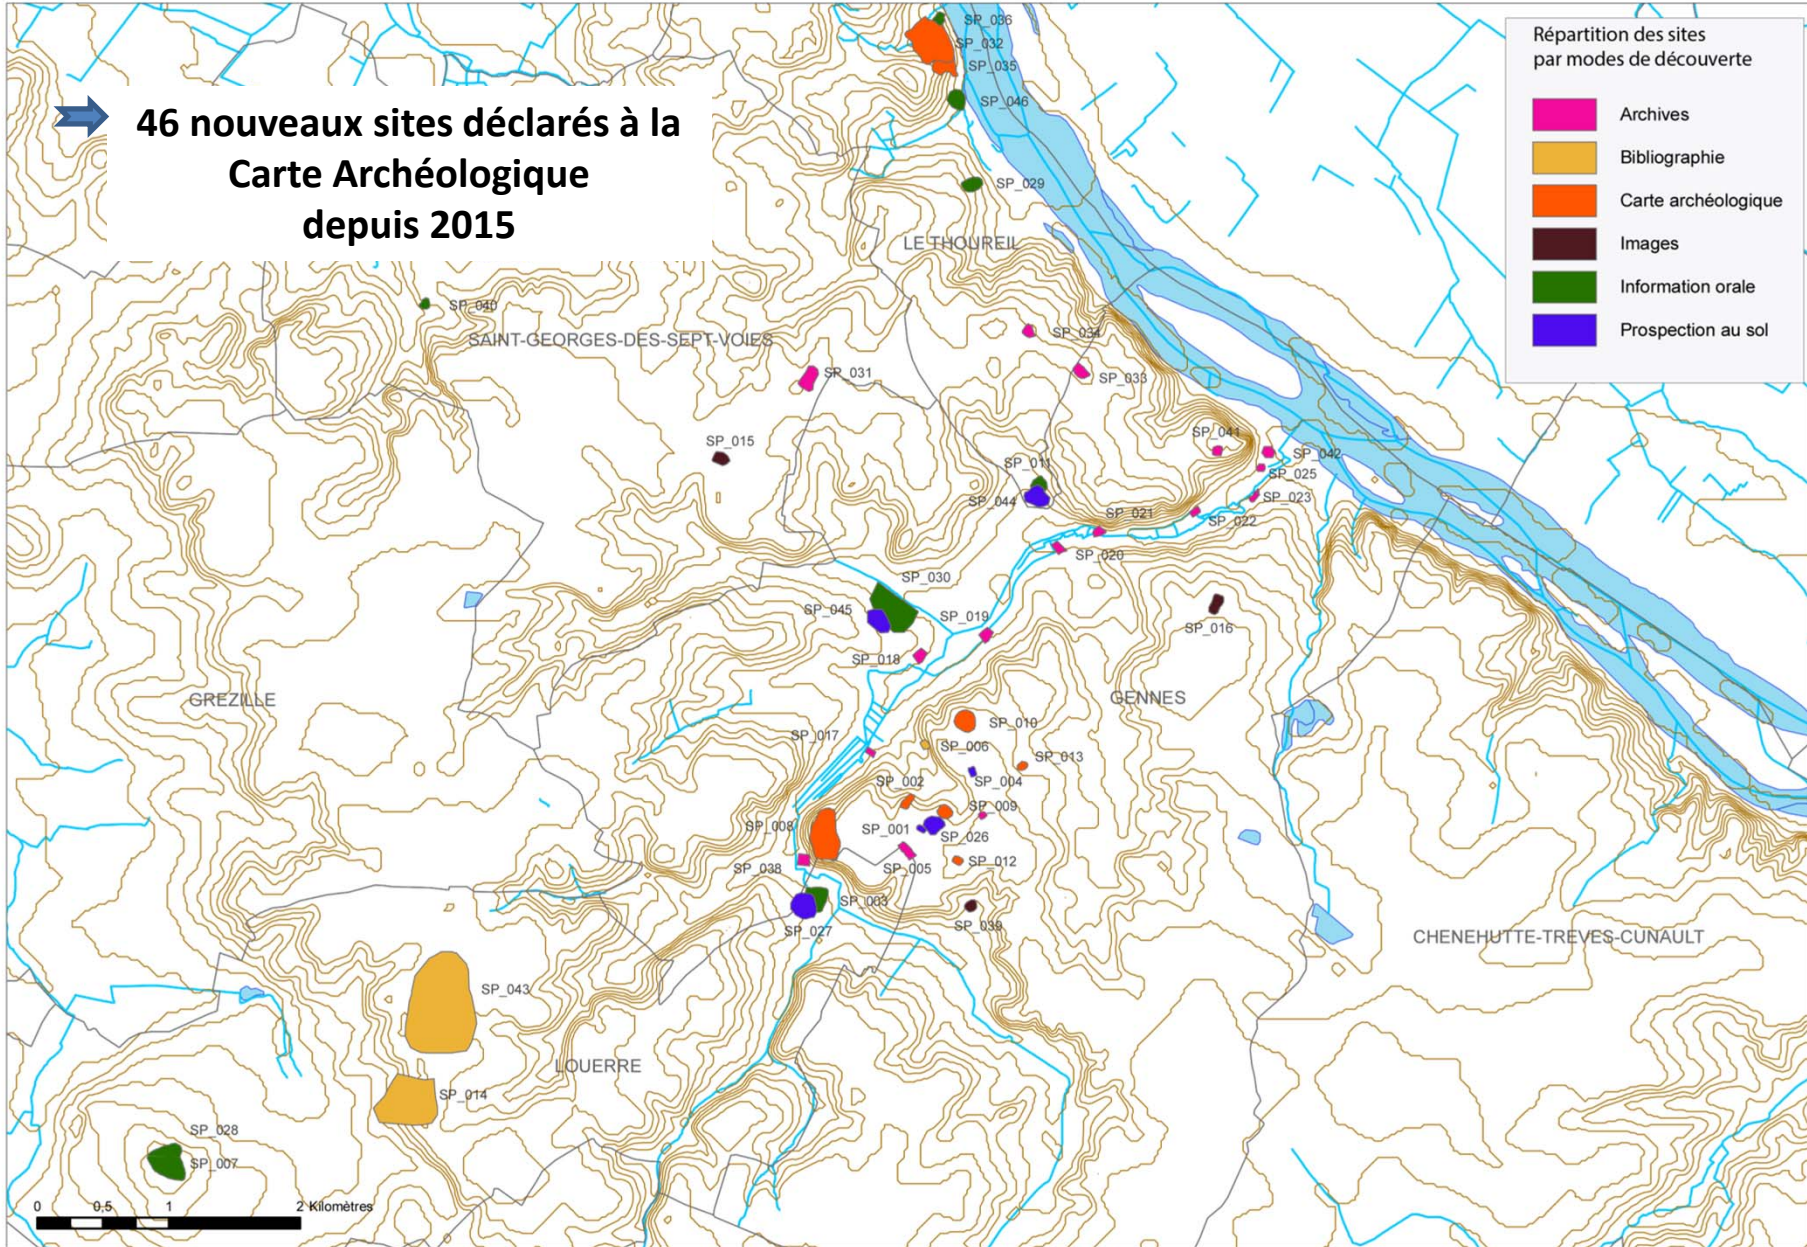 46 nouveaux sites déclarés à la
Carte Archéologique
depuis 2015
Répartition des sites
par modes de découverte
Archives
Bibliographie
Carte archéologique
Images
Information orale
Prospection au sol
SP_036
SP_032
SP_035
SP_046
SP_029
LE THOUREIL
SP_040
SAINT-GEORGES-DES-SEPT-VOIES
SP_034
SP_031
SP_033
SP_015
SP_041
SP_042
SP_011
SP_025
SP_044
SP_023
SP_021
SP_022
SP_020
SP_030
SP_045
SP_019
SP_016
SP_018
GREZILLE
GENNES
SP_010
SP_017
SP_006
SP_013
SP_002
SP_004
SP_009
SP_008
SP_001
SP_026
SP_012
SP_038
SP_005
SP_003
SP_039
SP_027
CHENEHUTTE-TREVES-CUNAULT
SP_043
LOUERRE
SP_014
SP_028
SP_007
0 0,5 1 2 Kilomètres